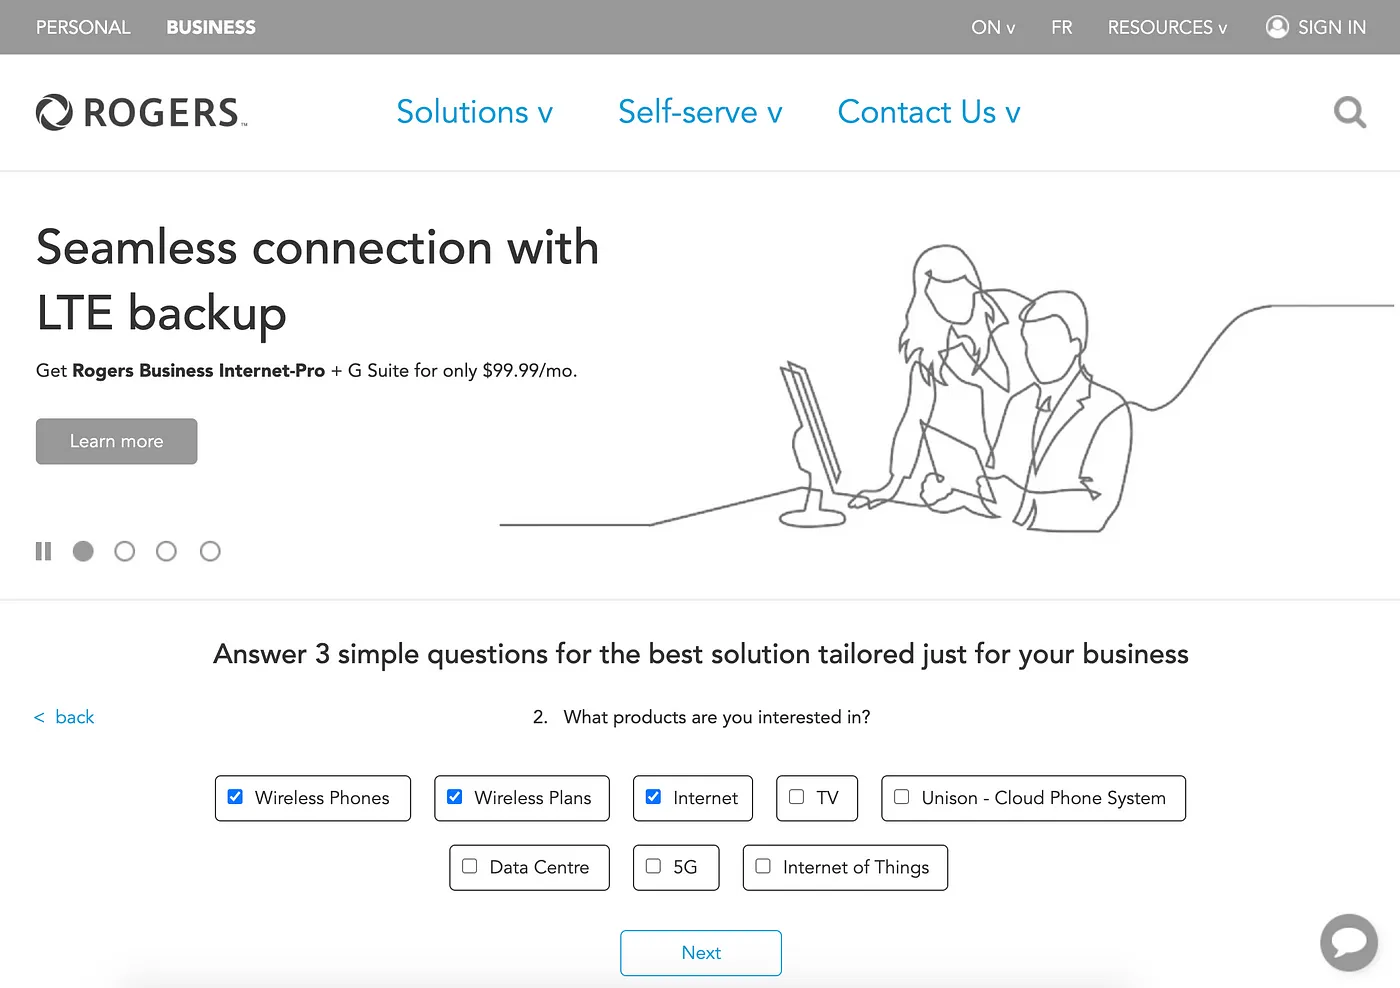 PERSONAL BUSINESS ON v FR RESOURCES v SIGN IN
ROGERS™ Solutions v Self-serve v Contact Us v
Seamless connection with
LTE backup
Get Rogers Business Internet-Pro + G Suite for only $99.99/mo.
Learn more
Answer 3 simple questions for the best solution tailored just for your business
< back 2. What products are you interested in?
Wireless Phones Wireless Plans Internet TV Unison - Cloud Phone System
Data Centre 5G Internet of Things
Next